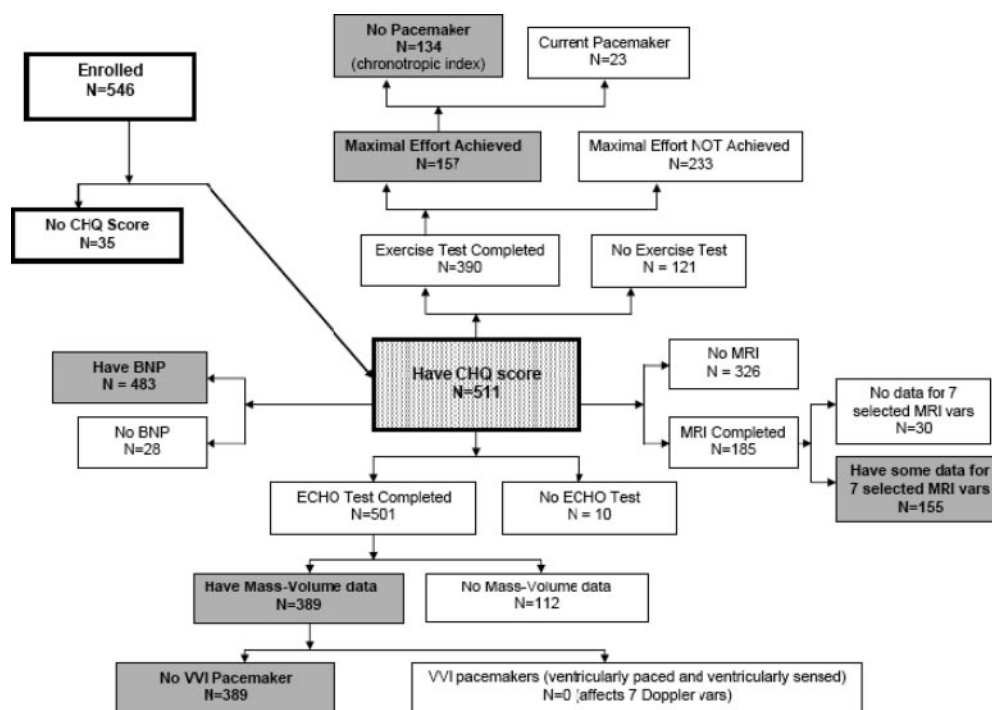 No Pacemaker
N=134
(chronotropic index)
Current Pacemaker
N=23
Enrolled
N=546
Maximal Effort Achieved
N=157
Maximal Effort NOT Achieved
N=233
No CHQ Score
N=35
Exercise Test Completed
N=390
No Exercise Test
N = 121
Have BNP
N = 483
No BNP
N=28
Have CHQ score
N=511
No MRI
N = 326
MRI Completed
N=185
No data for 7
selected MRI vars
N=30
Have some data for
7 selected MRI vars
N=155
ECHO Test Completed
N=501
No ECHO Test
N = 10
Have Mass-Volume data
N=389
No Mass-Volume data
N=112
No VVI Pacemaker
N=389
VVI pacemakers (ventricularly paced and ventricularly sensed)
N=0 (affects 7 Doppler vars)